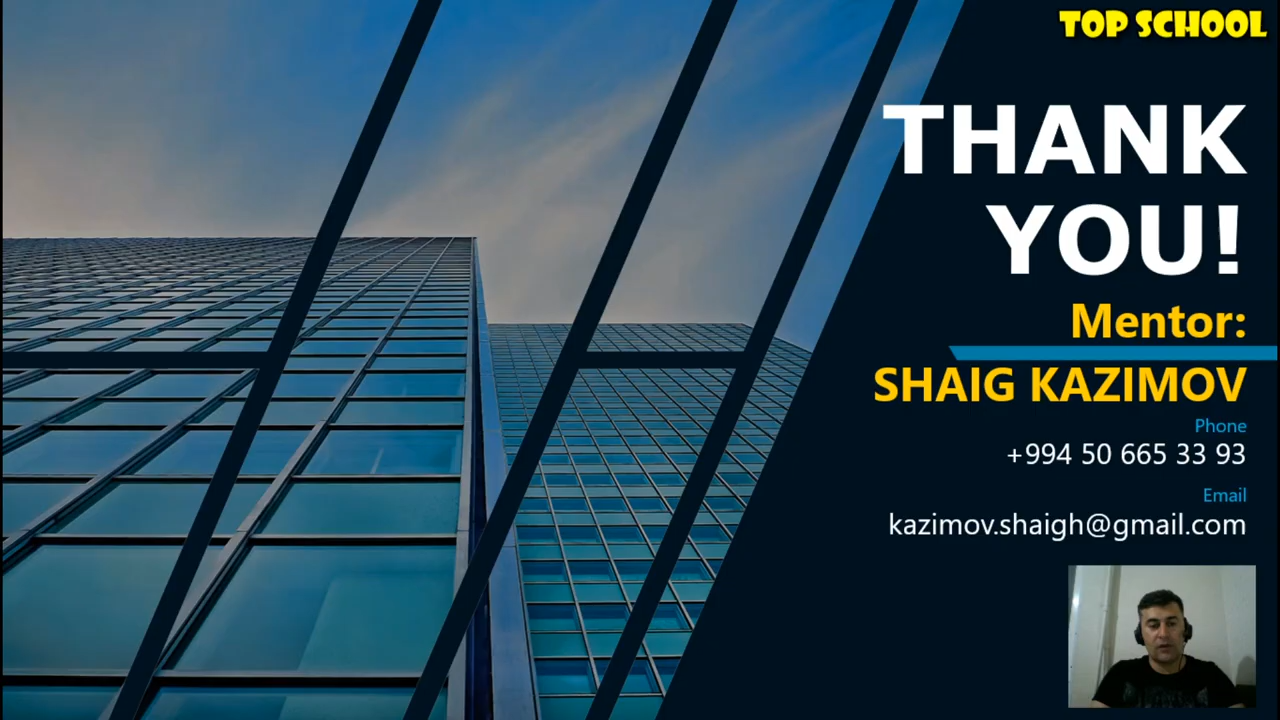 TOP SCHOOL
THANK
YOU!
Mentor:
SHAIG KAZIMOV
Phone
+994 50 665 33 93
Email
kazimov.shaigh@gmail.com